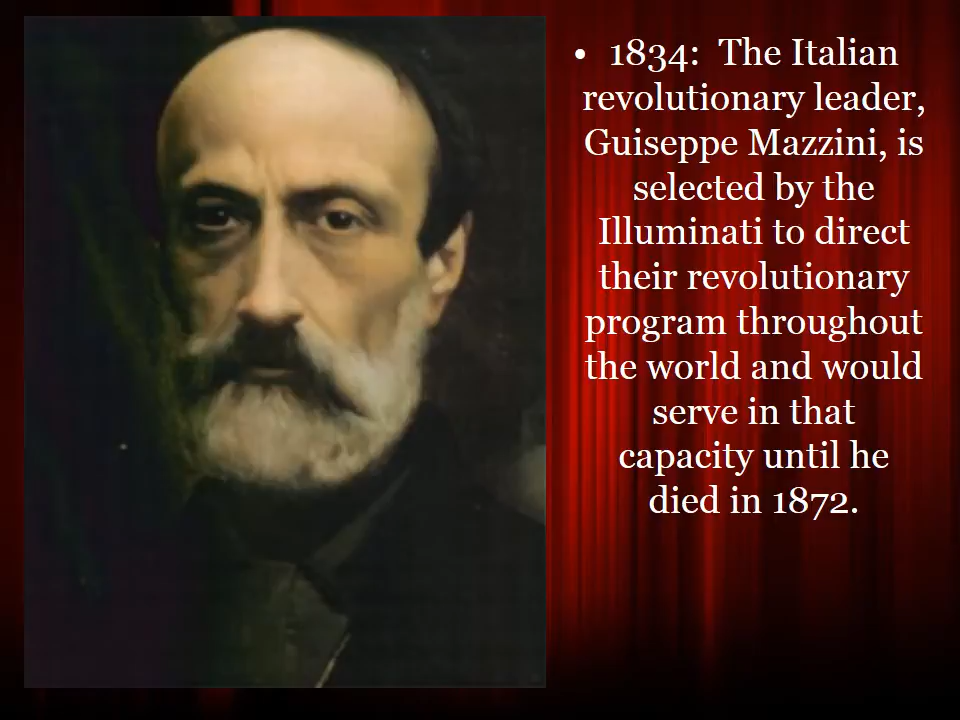 • 1834:  The Italian
revolutionary leader,
Guiseppe Mazzini, is
selected by the
Illuminati to direct
their revolutionary
program throughout
the world and would
serve in that
capacity until he
died in 1872.